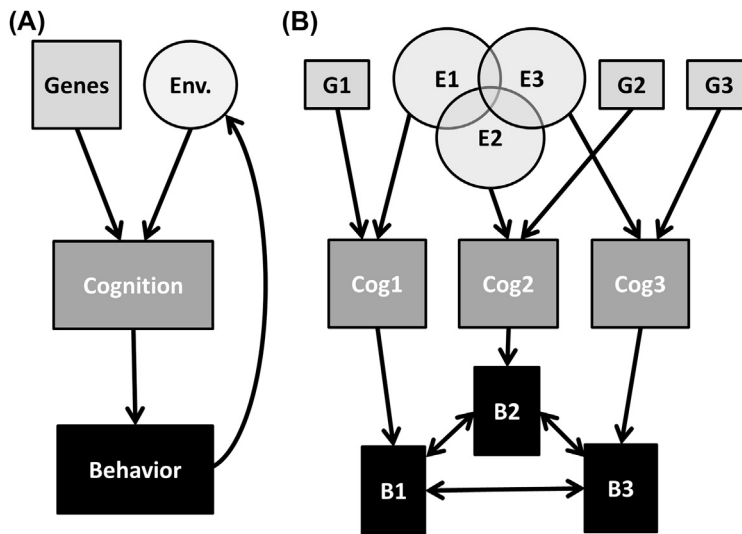 (A)
Genes
Env.
Cognition
Behavior
(B)
G1
E1
E3
E2
G2
G3
Cog1
Cog2
Cog3
B2
B1
B3